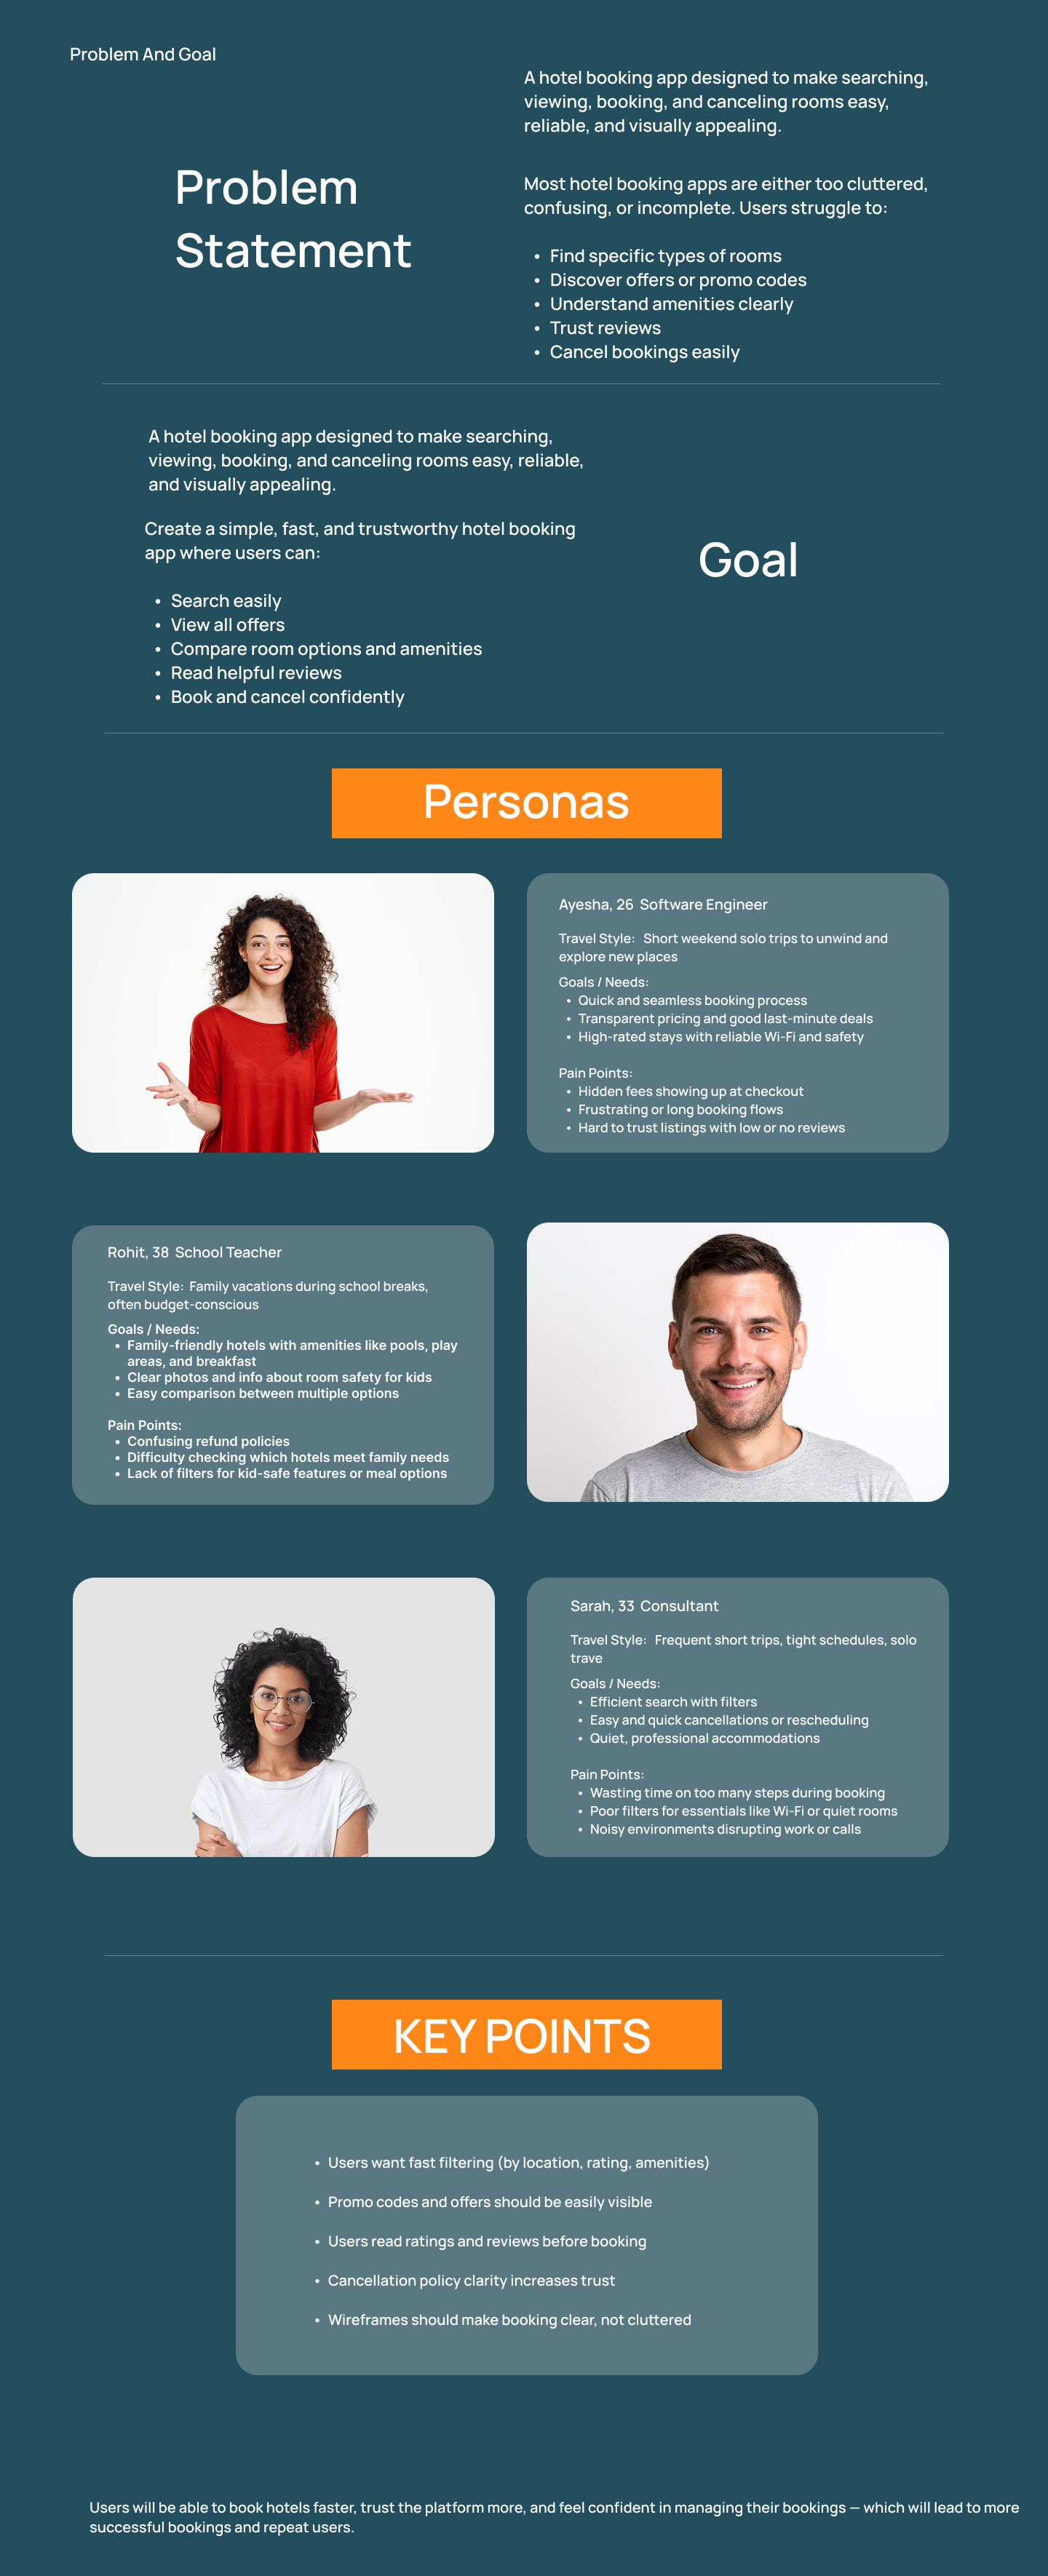 Problem And Goal
Problem
Statement
A hotel booking app designed to make searching,
viewing, booking, and canceling rooms easy,
reliable, and visually appealing.
Most hotel booking apps are either too cluttered,
confusing, or incomplete. Users struggle to:
• Find specific types of rooms
• Discover offers or promo codes
• Understand amenities clearly
• Trust reviews
• Cancel bookings easily
A hotel booking app designed to make searching,
viewing, booking, and canceling rooms easy, reliable,
and visually appealing.
Create a simple, fast, and trustworthy hotel booking
app where users can:
• Search easily
• View all offers
• Compare room options and amenities
• Read helpful reviews
• Book and cancel confidently
Goal
Personas
Ayesha, 26 Software Engineer
Travel Style: Short weekend solo trips to unwind and
explore new places
Goals / Needs:
• Quick and seamless booking process
• Transparent pricing and good last-minute deals
• High-rated stays with reliable Wi-Fi and safety
Pain Points:
• Hidden fees showing up at checkout
• Frustrating or long booking flows
• Hard to trust listings with low or no reviews
Rohit, 38 School Teacher
Travel Style: Family vacations during school breaks,
often budget-conscious
Goals / Needs:
• Family-friendly hotels with amenities like pools, play
areas, and breakfast
• Clear photos and info about room safety for kids
• Easy comparison between multiple options
Pain Points:
• Confusing refund policies
• Difficulty checking which hotels meet family needs
• Lack of filters for kid-safe features or meal options
Sarah, 33 Consultant
Travel Style: Frequent short trips, tight schedules, solo
trave
Goals / Needs:
• Efficient search with filters
• Easy and quick cancellations or rescheduling
• Quiet, professional accommodations
Pain Points:
• Wasting time on too many steps during booking
• Poor filters for essentials like Wi-Fi or quiet rooms
• Noisy environments disrupting work or calls
KEY POINTS
• Users want fast filtering (by location, rating, amenities)
• Promo codes and offers should be easily visible
• Users read ratings and reviews before booking
• Cancellation policy clarity increases trust
• Wireframes should make booking clear, not cluttered
Users will be able to book hotels faster, trust the platform more, and feel confident in managing their bookings — which will lead to more
successful bookings and repeat users.